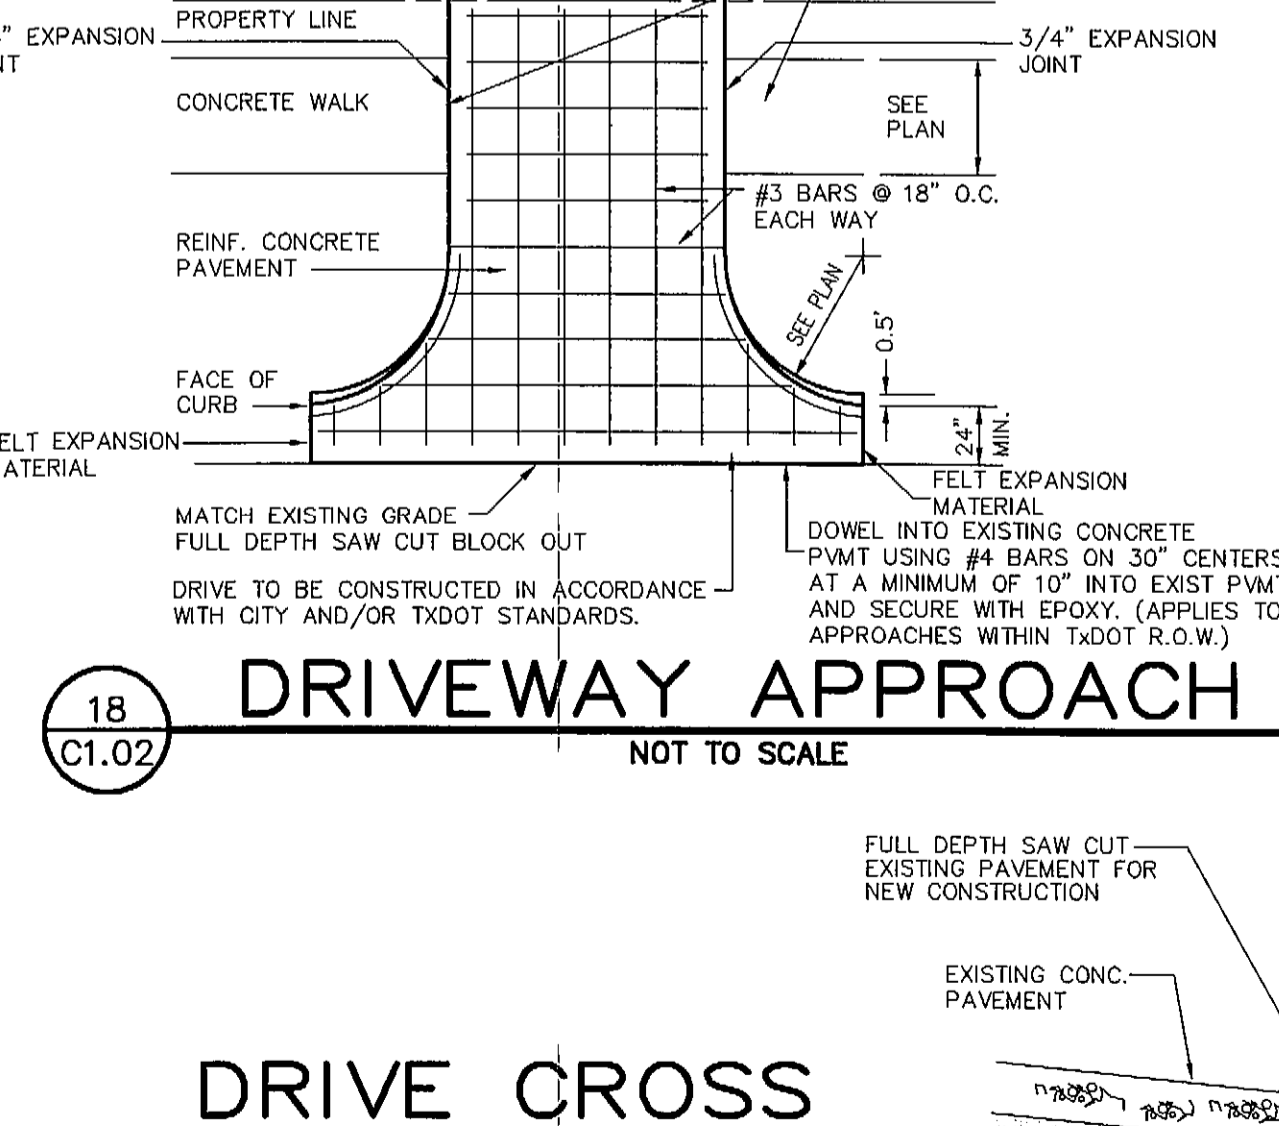 PROPERTY LINE
EXPANSION
3/4" EXPANSION
JOINT
CONCRETE WALK
SEE
PLAN
#3 BARS @ 18" O.C.
EACH WAY
REINF. CONCRETE
PAVEMENT
SEE PLAN
0.5'
FACE OF
CURB
24"
MIN.
EXPANSION
FELT EXPANSION
MATERIAL
MATCH EXISTING GRADE
FULL DEPTH SAW CUT BLOCK OUT
DOWEL INTO EXISTING CONCRETE
PVMT USING #4 BARS ON 30" CENTERS
AT A MINIMUM OF 10" INTO EXIST PVMT
AND SECURE WITH EPOXY. (APPLIES TO
APPROACHES WITHIN TxDOT R.O.W.)
DRIVE TO BE CONSTRUCTED IN ACCORDANCE
WITH CITY AND/OR TXDOT STANDARDS.
18
C1.02
DRIVEWAY APPROACH
NOT TO SCALE
FULL DEPTH SAW CUT
EXISTING PAVEMENT FOR
NEW CONSTRUCTION
EXISTING CONC.
PAVEMENT
DRIVE CROSS